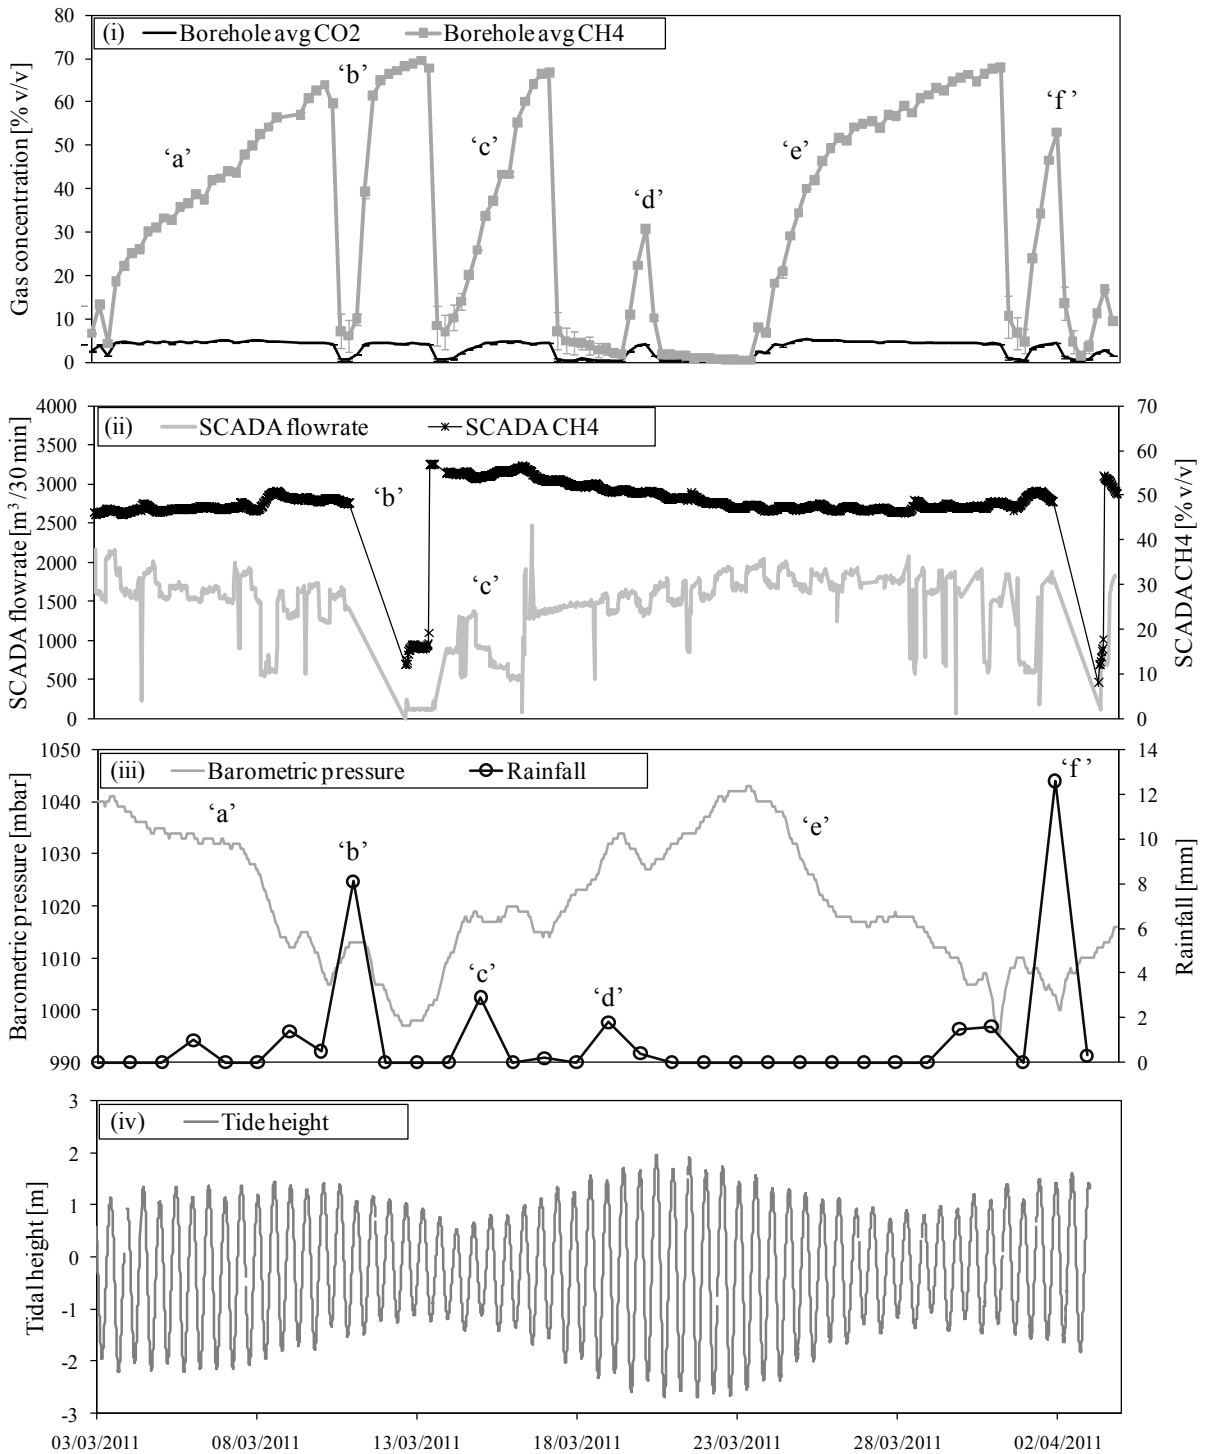 (i) Borehole avg CO2 Borehole avg CH4
Gas concentration [% v/v]
80
70
60
50
40
30
20
10
0
‘a’
‘b’
‘c’
‘d’
‘e’
‘f’
(ii) SCADA flowrate SCADA CH4
SCADA flowrate [m³/30 min]
4000
3500
3000
2500
2000
1500
1000
500
0
‘b’
‘c’
70
60
50
40
30
20
10
0
SCADA CH4 [% v/v]
(iii) Barometric pressure Rainfall
Barometric pressure [mbar]
1050
1040
1030
1020
1010
1000
990
‘a’
‘b’
‘c’
‘d’
‘e’
‘f’
14
12
10
8
6
4
2
0
Rainfall [mm]
(iv) Tide height
Tidal height [m]
3
2
1
0
-1
-2
-3
03/03/2011 08/03/2011 13/03/2011 18/03/2011 23/03/2011 28/03/2011 02/04/2011